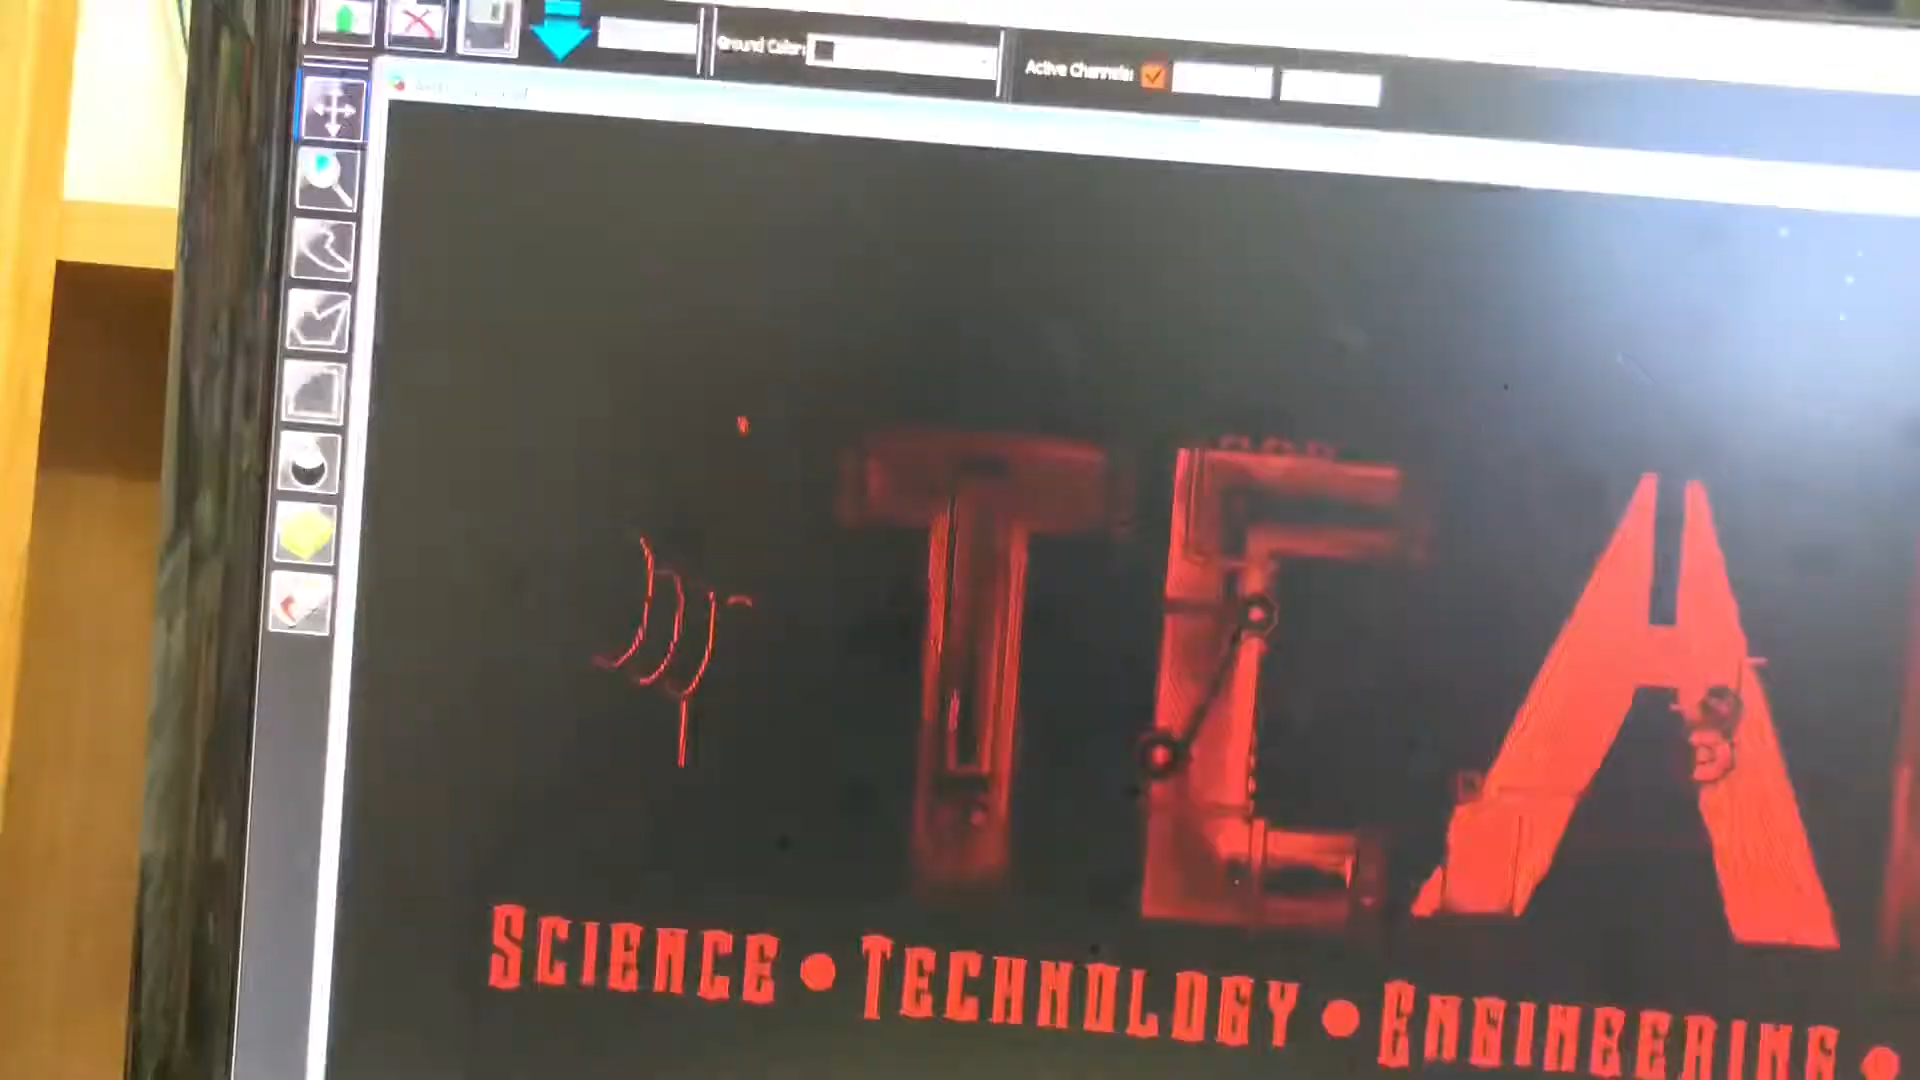 Ground Color:
Active Channels:
TEA
SCIENCE • TECHNOLOGY • ENGINEERING •